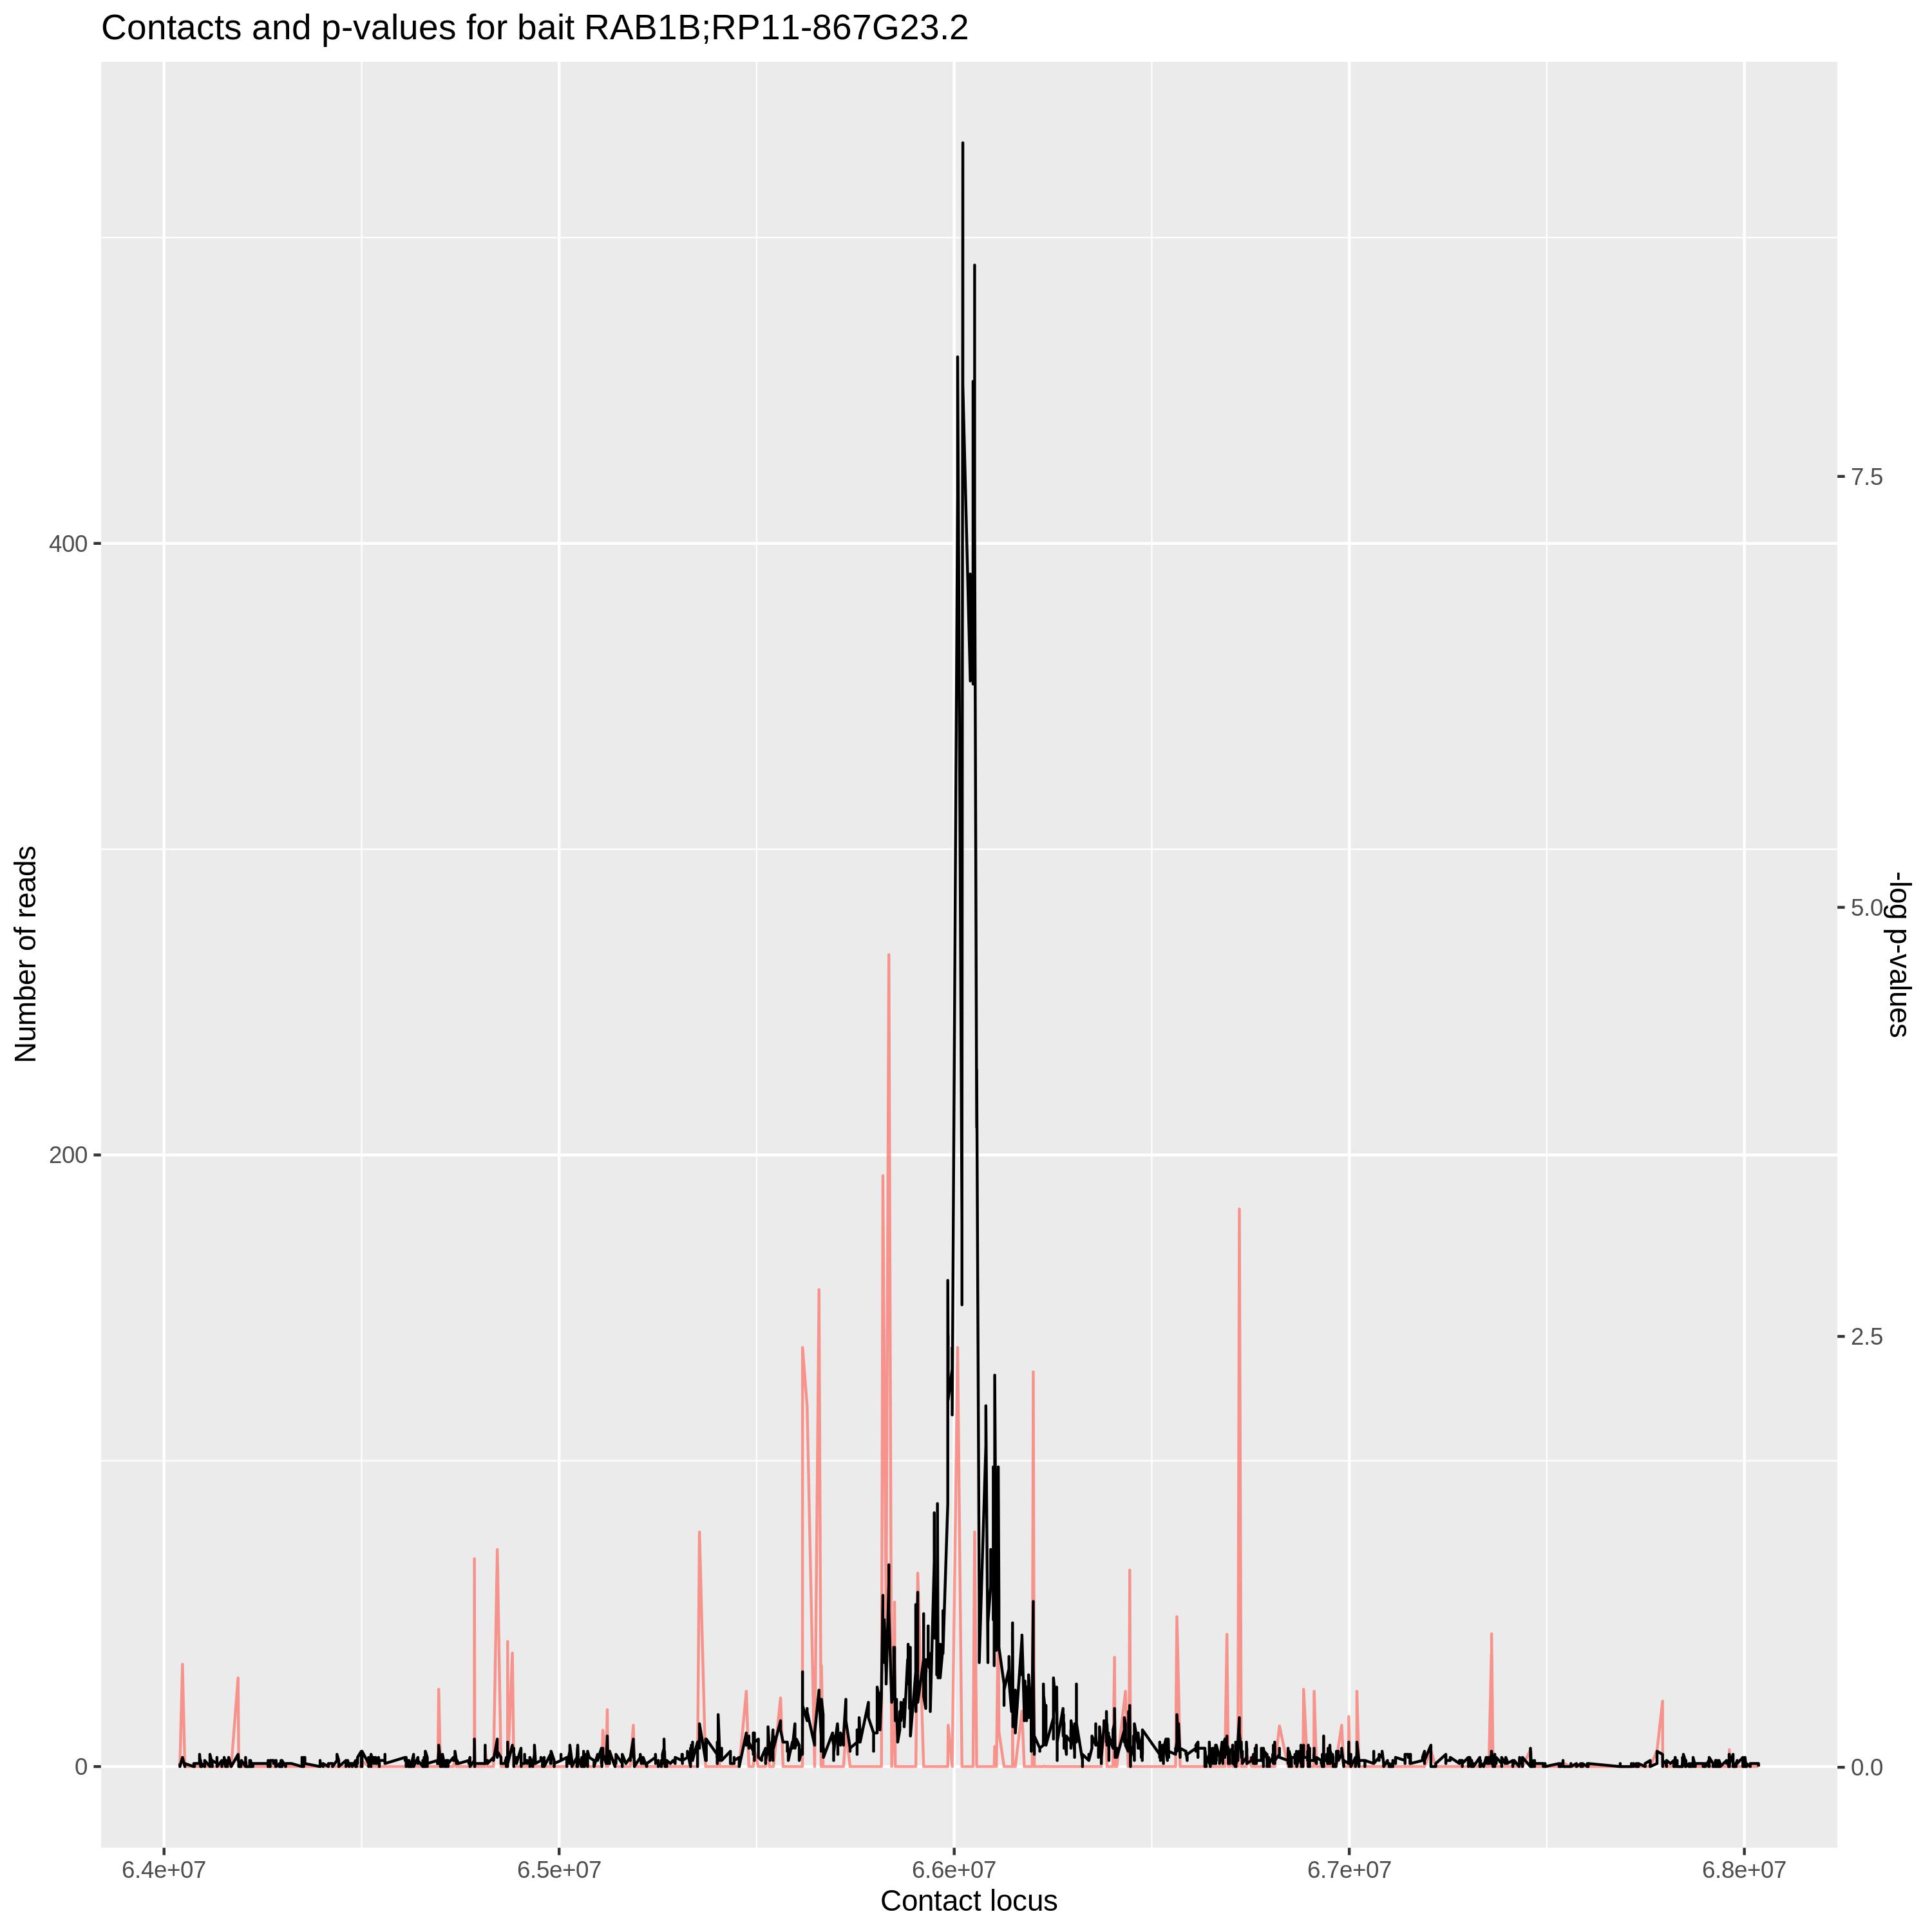 Contacts and p-values for bait RAB1B;RP11-867G23.2
Number of reads
400
200
0
7.5
5.0
2.5
0.0
-log p-values
6.4e+07 6.5e+07 6.6e+07 6.7e+07 6.8e+07
Contact locus